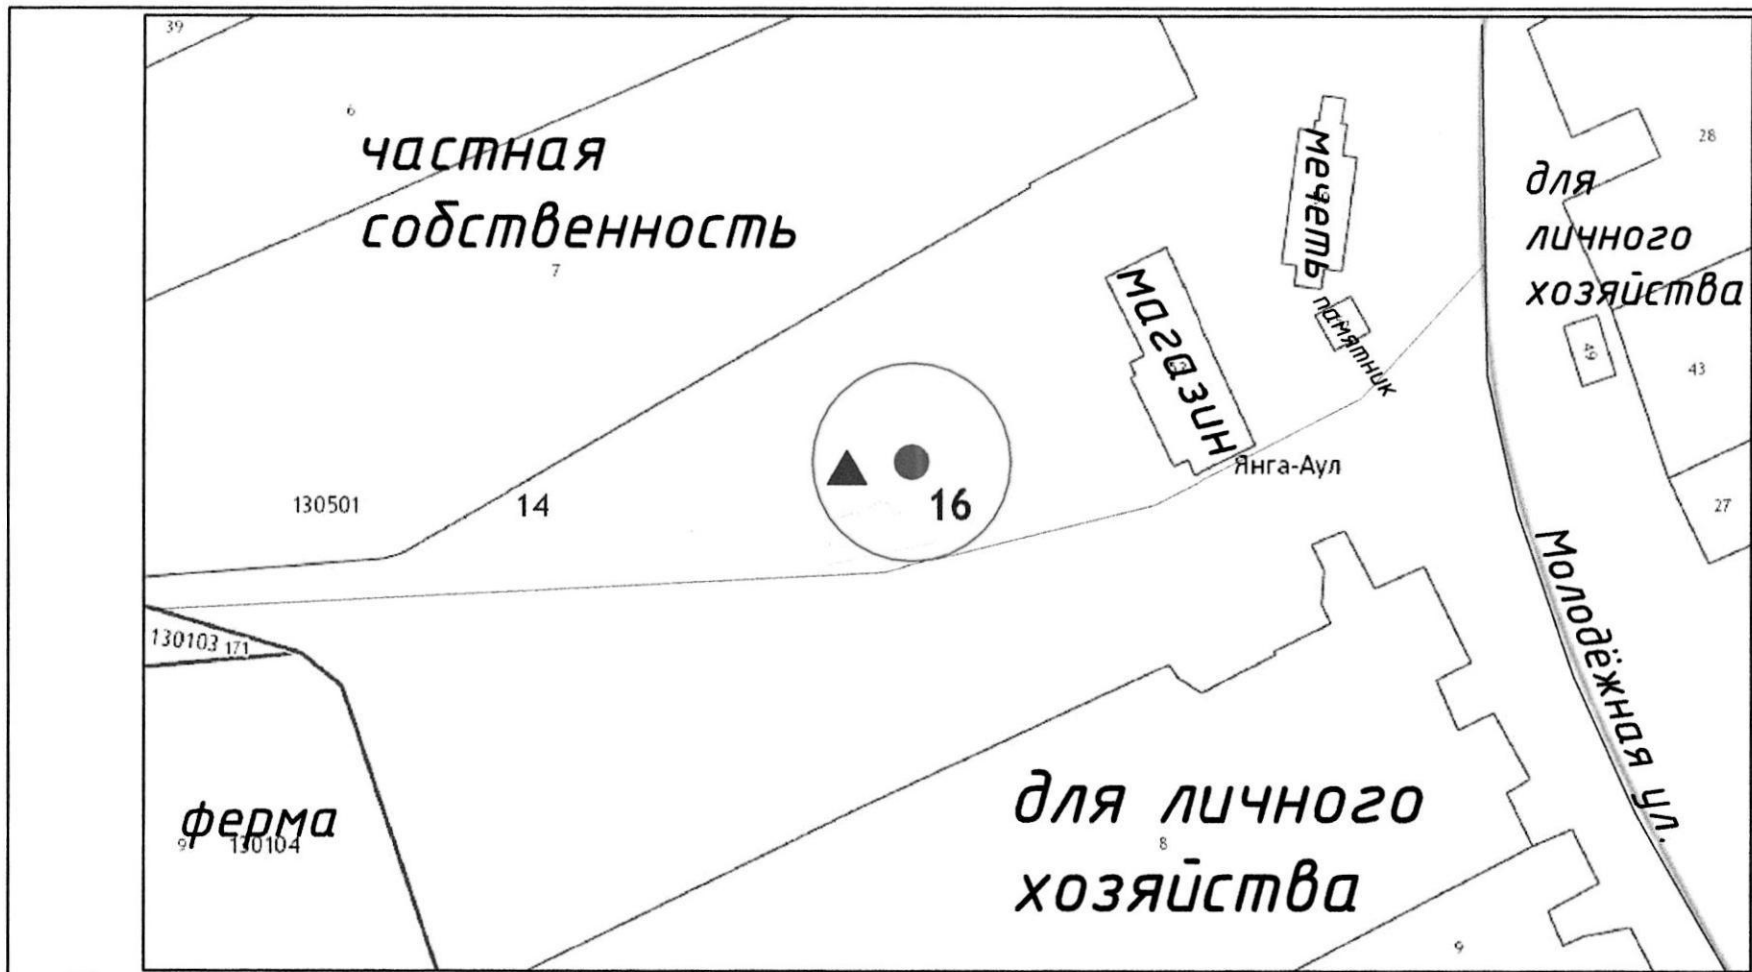 39
6
частная
собственность
7
мечеть
28
для
личного
хозяйства
магазин
памятник
49
43
Янга-Аул
130501
14
16
27
Молодёжная ул.
130103 171
ферма
9 130104
для личного
8
хозяйства
9